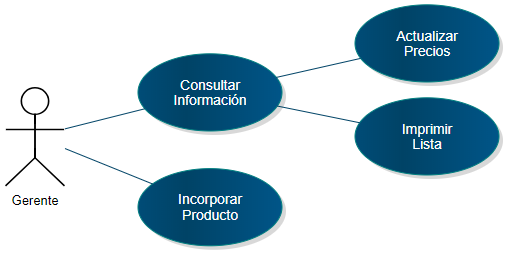 Actualizar
Precios
Consultar
Información
Imprimir
Lista
Gerente
Incorporar
Producto